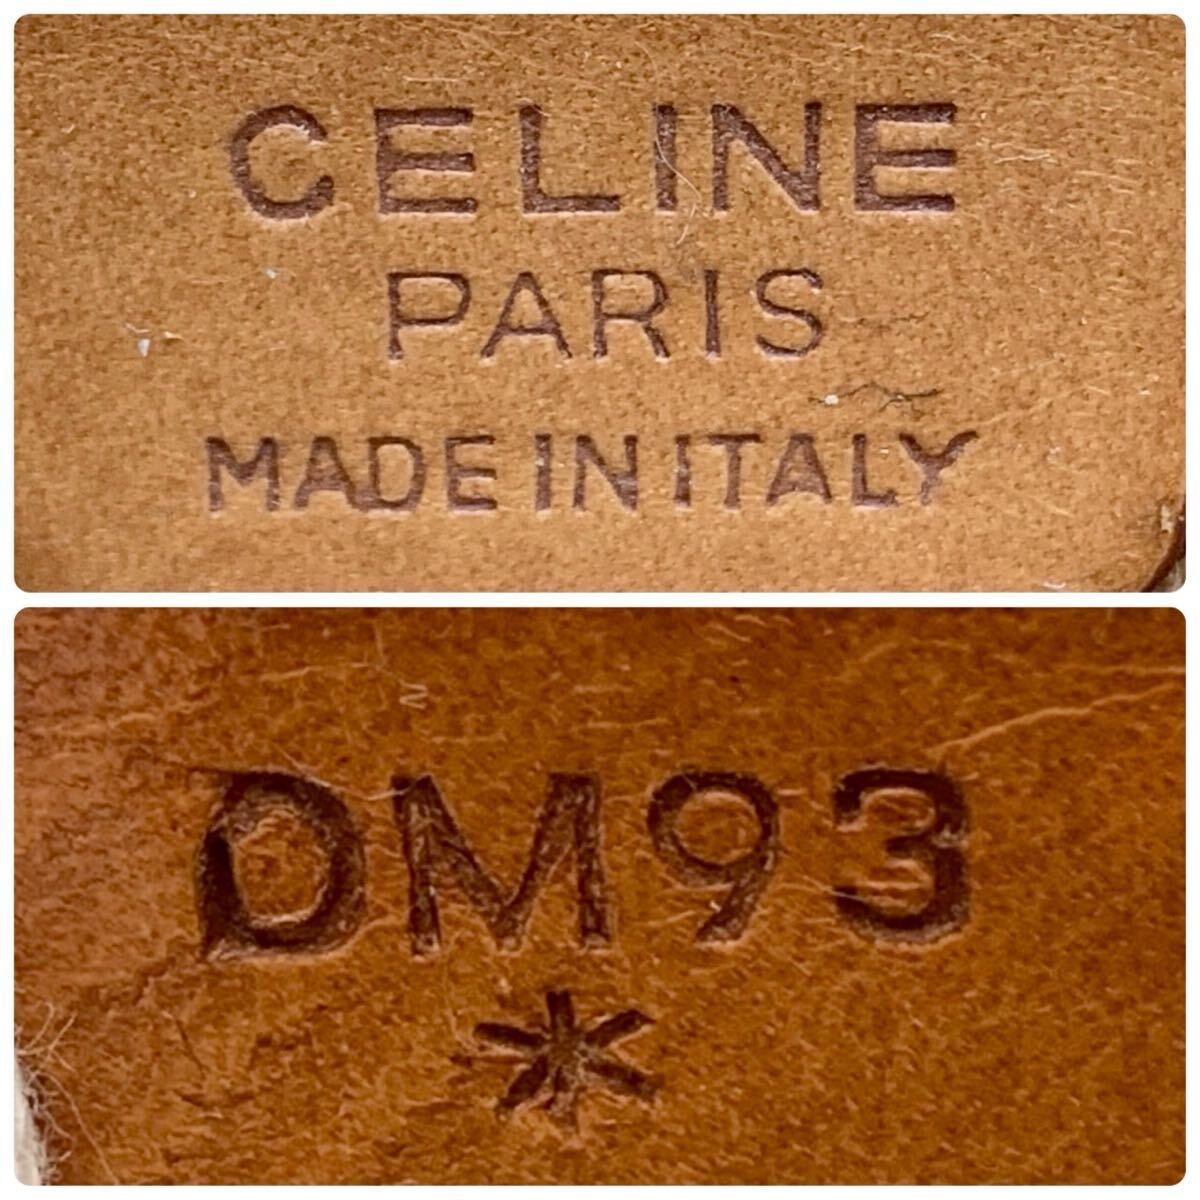 CELINE
PARIS
MADE IN ITALY
DM93
*